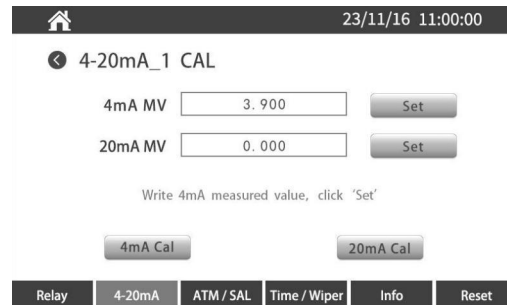 23/11/16 11:00:00
4-20mA_1 CAL
4mA MV 3.900 Set
20mA MV 0.000 Set
Write 4mA measured value, click ‘Set’
4mA Cal 20mA Cal
Relay 4-20mA ATM / SAL Time / Wiper Info Reset